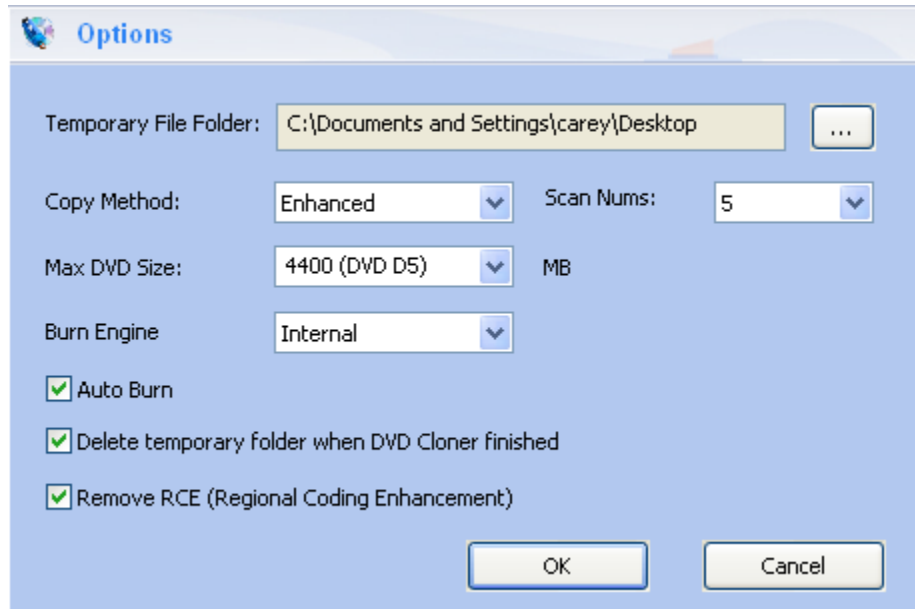 Options
Temporary File Folder: C:\Documents and Settings\carey\Desktop ...
Copy Method: Enhanced Scan Nums: 5
Max DVD Size: 4400 (DVD D5) MB
Burn Engine Internal
Auto Burn
Delete temporary folder when DVD Cloner finished
Remove RCE (Regional Coding Enhancement)
OK Cancel